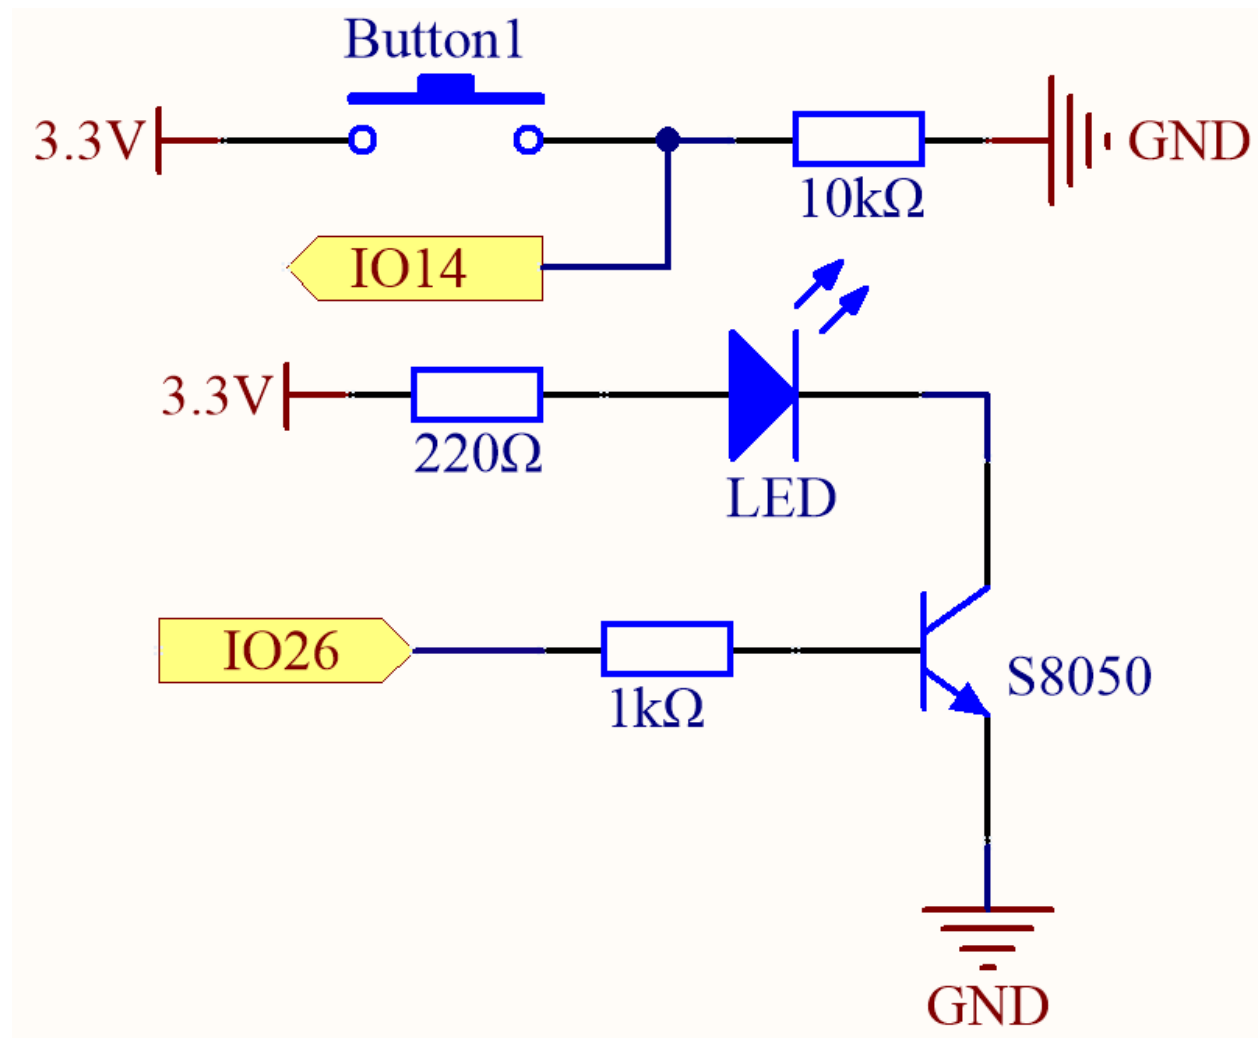 Button1
3.3V
GND
10kΩ
IO14
3.3V
220Ω
LED
IO26
1kΩ
S8050
GND